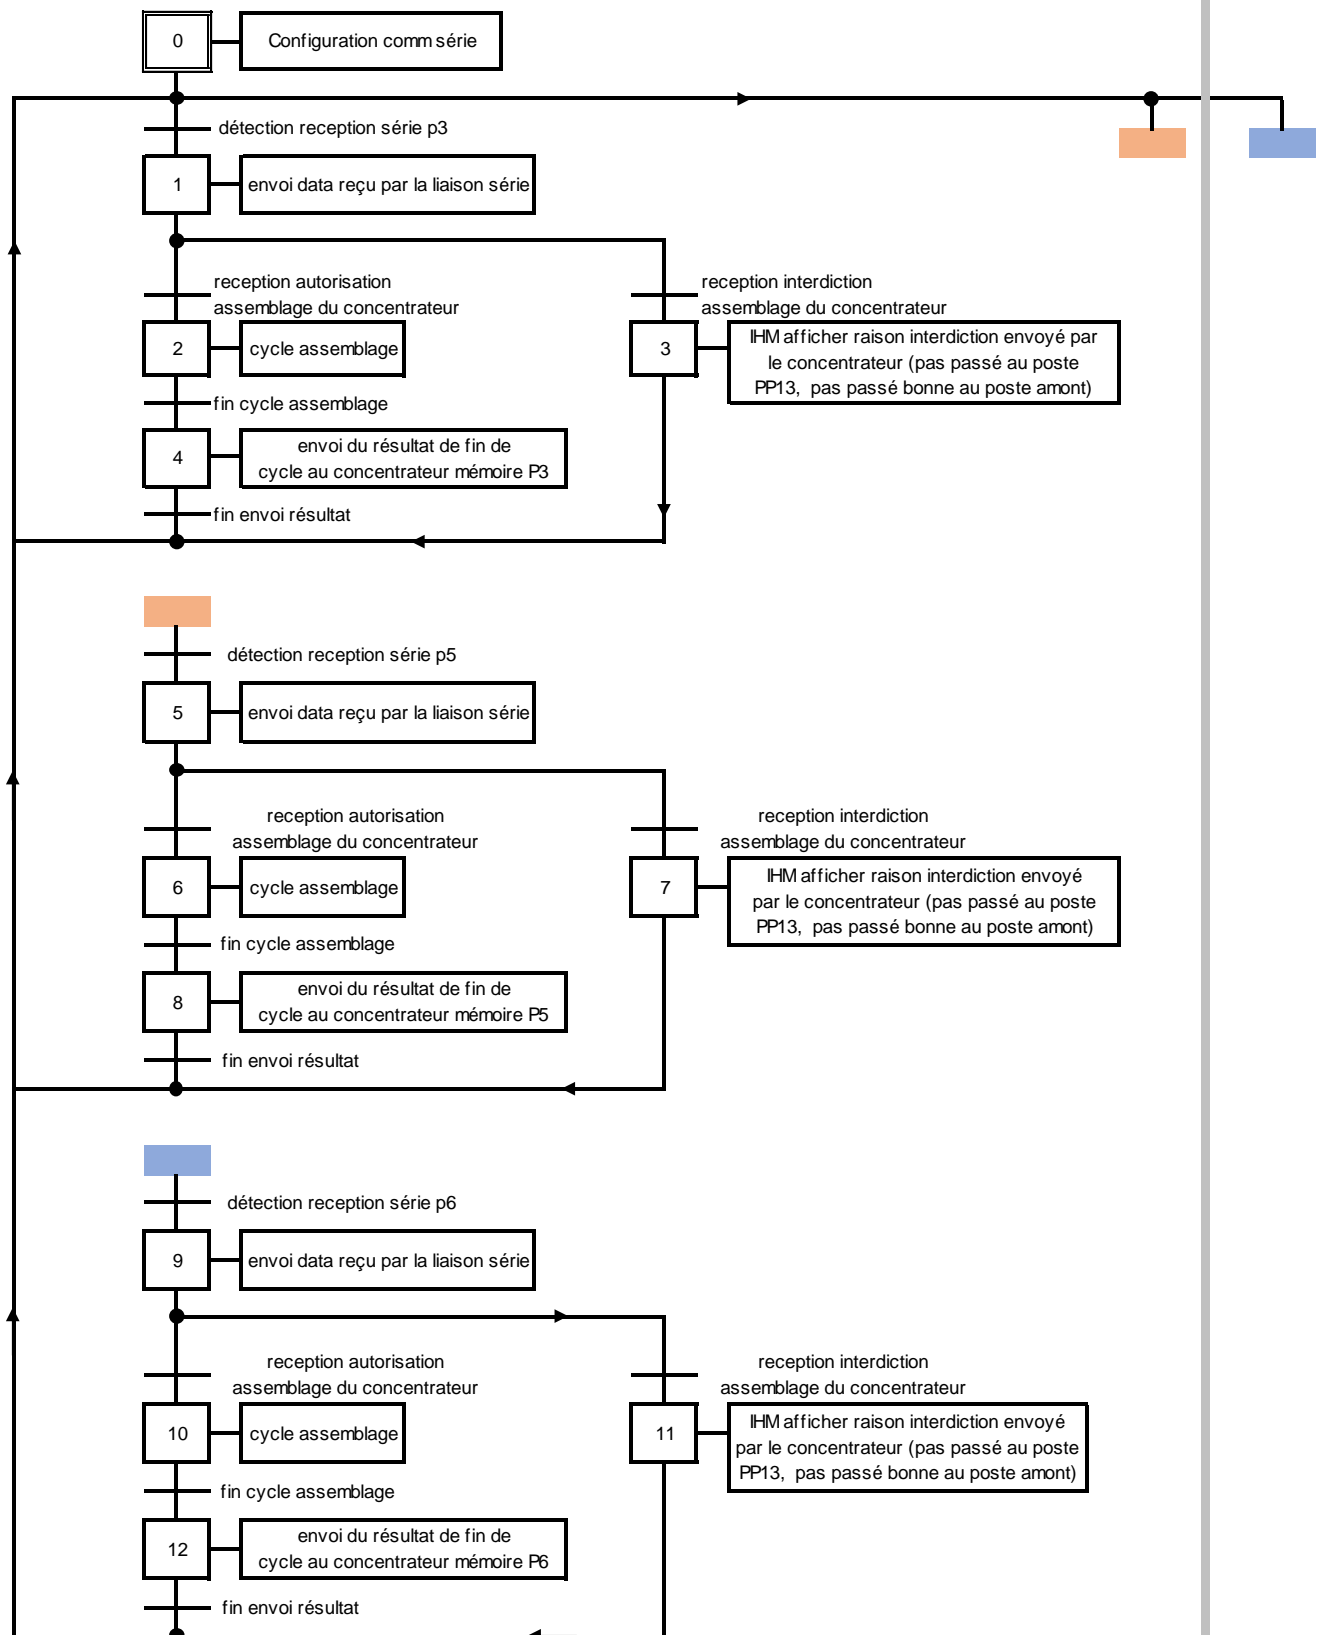 0
Configuration comm série
détection reception série p3
1
envoi data reçu par la liaison série
reception autorisation
assemblage du concentrateur
reception interdiction
assemblage du concentrateur
2
cycle assemblage
3
IHM afficher raison interdiction envoyé par
le concentrateur (pas passé au poste
PP13, pas passé bonne au poste amont)
fin cycle assemblage
4
envoi du résultat de fin de
cycle au concentrateur mémoire P3
fin envoi résultat
détection reception série p5
5
envoi data reçu par la liaison série
reception autorisation
assemblage du concentrateur
reception interdiction
assemblage du concentrateur
6
cycle assemblage
7
IHM afficher raison interdiction envoyé
par le concentrateur (pas passé au poste
PP13, pas passé bonne au poste amont)
fin cycle assemblage
8
envoi du résultat de fin de
cycle au concentrateur mémoire P5
fin envoi résultat
détection reception série p6
9
envoi data reçu par la liaison série
reception autorisation
assemblage du concentrateur
reception interdiction
assemblage du concentrateur
10
cycle assemblage
11
IHM afficher raison interdiction envoyé
par le concentrateur (pas passé au poste
PP13, pas passé bonne au poste amont)
fin cycle assemblage
12
envoi du résultat de fin de
cycle au concentrateur mémoire P6
fin envoi résultat